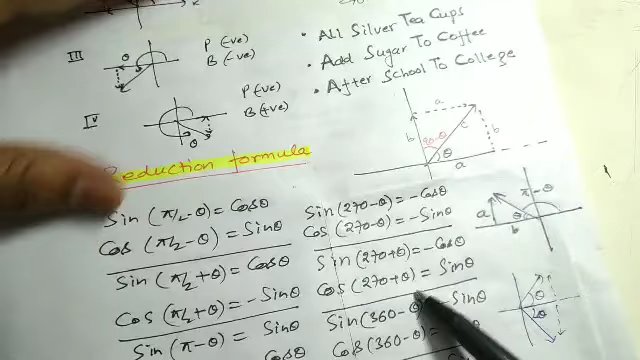 III
θ
P (-ve)
B (-ve)
IV
θ
P (-ve)
B (+ve)
• All Silver Tea Cups
• Add Sugar To Coffee
• After School To College
a
b
r
90-θ
θ
b
a
Reduction formula
Sin (π/2 - θ) = Cosθ
Cos (π/2 - θ) = Sinθ
Sin (π/2 + θ) = Cosθ
Cos (π/2 + θ) = - Sinθ
Sin (π - θ) = Sinθ
Sin (270 - θ) = - Cosθ
Cos (270 - θ) = - Sinθ
Sin (270 + θ) = - Cosθ
Cos (270 + θ) = Sinθ
Sin (360 - θ) - Sinθ
Cos (360 - θ) =
π - θ
a
θ
b
θ